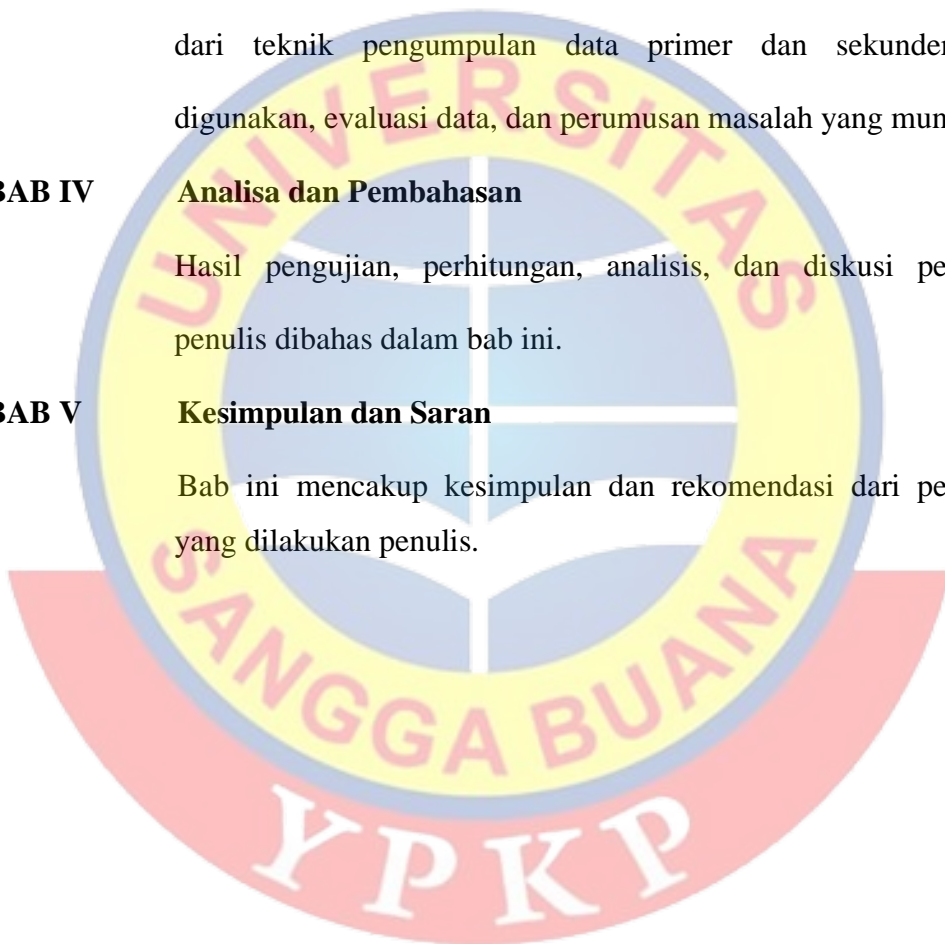 dari teknik pengumpulan data primer dan sekunder
digunakan, evaluasi data, dan perumusan masalah yang mun
BAB IV Analisa dan Pembahasan
Hasil pengujian, perhitungan, analisis, dan diskusi pe
penulis dibahas dalam bab ini.
BAB V Kesimpulan dan Saran
Bab ini mencakup kesimpulan dan rekomendasi dari pe
yang dilakukan penulis.
UNIVERSITAS
SANGGA BUANA
YPKP